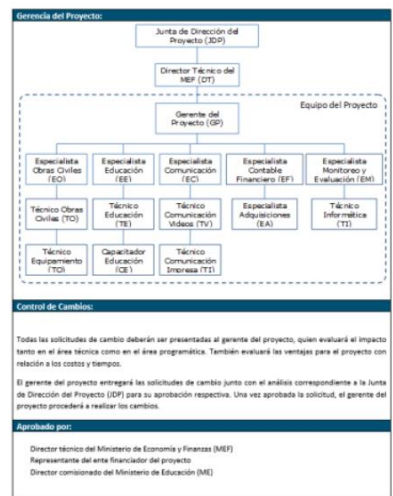 Gerencia del Proyecto:
Junta de Dirección del
Proyecto (JDP)
Director Técnico del
MEF (DT)
Equipo del Proyecto
Gerente del
Proyecto (GP)
Especialista
Obras Civiles
(EO)
Especialista
Educación
(EE)
Especialista
Comunicación
(EC)
Especialista
Contable
Financiero (EF)
Especialista
Monitoreo y
Evaluación (EM)
Técnico Obras
Civiles (TO)
Técnico
Educación
(TE)
Técnico
Comunicación
Videos (TV)
Especialista
Adquisiciones
(EA)
Técnico
Informática
(TI)
Técnico
Equipamiento
(TO)
Capacitador
Educación
(CE)
Técnico
Comunicación
Impresa (TI)
Control de Cambios:
Todas las solicitudes de cambio deberán ser presentadas al gerente del proyecto, quien evaluará el impacto
tanto en el área técnica como en el área programática. También evaluará las ventajas para el proyecto con
relación a los costos y tiempos.
El gerente del proyecto entregará las solicitudes de cambio junto con el análisis correspondiente a la Junta
de Dirección del Proyecto (JDP) para su aprobación respectiva. Una vez aprobada la solicitud, el gerente del
proyecto procederá a realizar los cambios.
Aprobado por:
Director técnico del Ministerio de Economía y Finanzas (MEF)
Representante del ente financiador del proyecto
Director comisionado del Ministerio de Educación (ME)